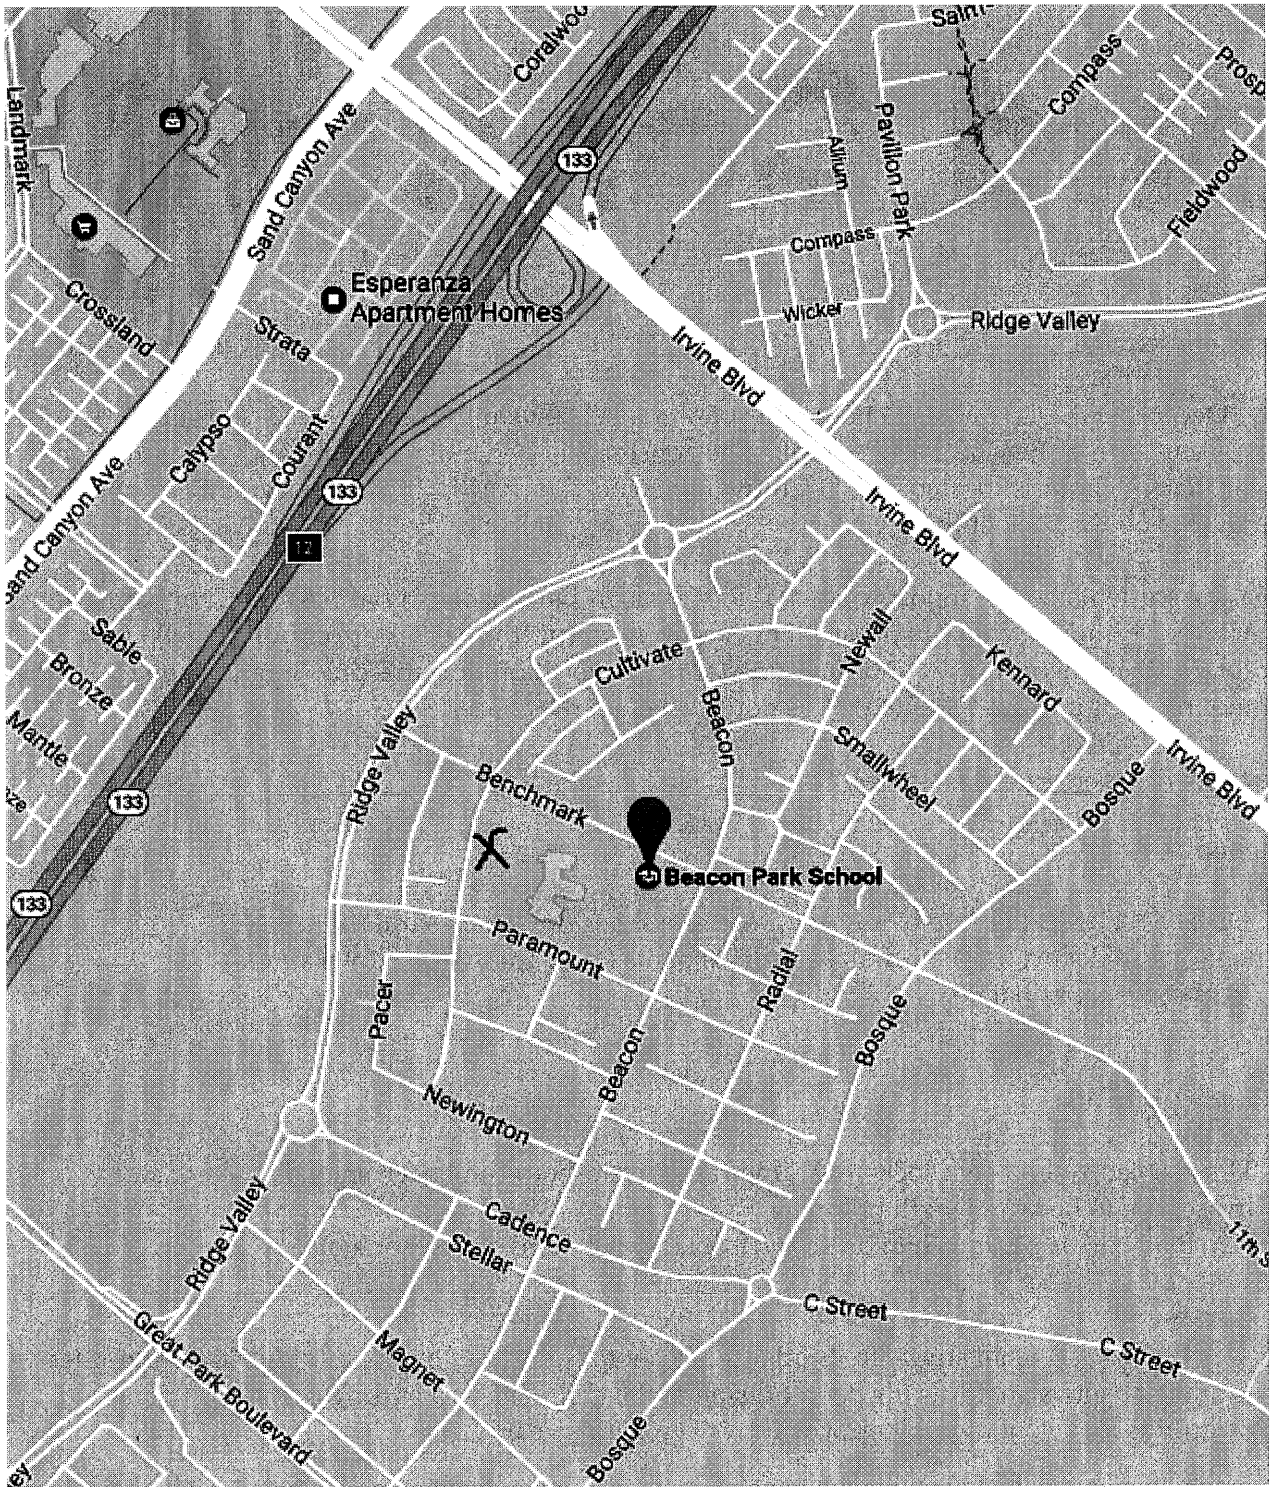 Saint
Coralwood
Compass
Prosp
Landmark
Sand Canyon Ave
133
Pavilion Park
Allium
Fieldwood
Compass
Esperanza
Apartment Homes
Crossland
Strata
Wicker
Ridge Valley
Irvine Blvd
Calypso
Courant
133
Sand Canyon Ave
Irvine Blvd
12
Sable
Bronze
Mantle
Cultivate
Newall
Kennard
Beacon
Ridge Valley
Smallwheel
Irvine Blvd
Bosque
Benchmark
133
X
Beacon Park School
133
Paramount
Radial
Pacer
Bosque
Beacon
Newington
Ridge Valley
Cadence
Stellar
11th S
C Street
C Street
Great Park Boulevard
Magnet
Bosque
ey